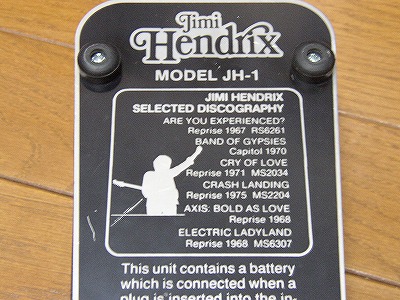 Jimi
Hendrix
MODEL JH-1
JIMI HENDRIX
SELECTED DISCOGRAPHY
ARE YOU EXPERIENCED?
Reprise 1967 RS6261
BAND OF GYPSIES
Capitol 1970
CRY OF LOVE
Reprise 1971 MS2034
CRASH LANDING
Reprise 1975 MS2204
AXIS: BOLD AS LOVE
Reprise 1968
ELECTRIC LADYLAND
Reprise 1968 MS6307
This unit contains a battery
which is connected when a
plug is inserted into the in-